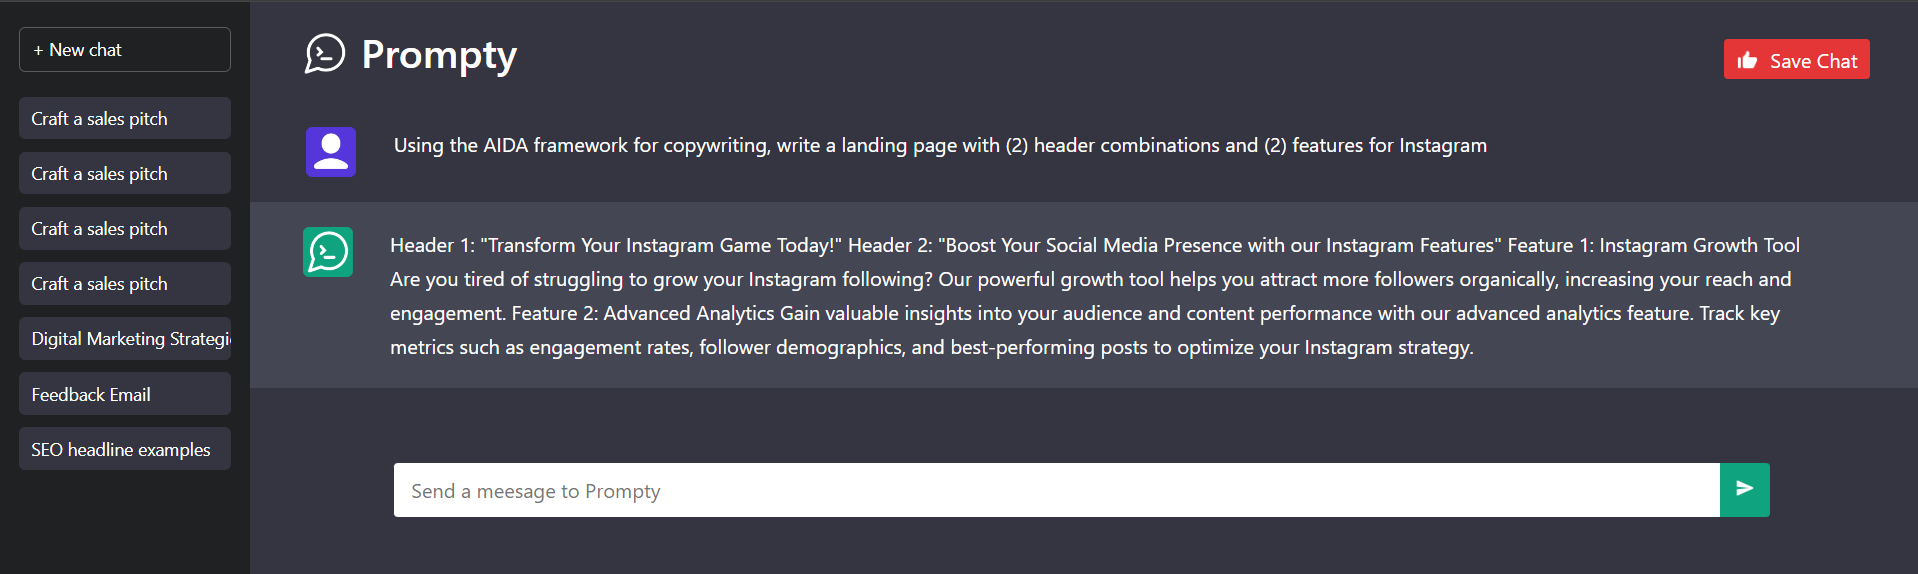 + New chat
Craft a sales pitch
Craft a sales pitch
Craft a sales pitch
Craft a sales pitch
Digital Marketing Strategi
Feedback Email
SEO headline examples
Prompty
Save Chat
Using the AIDA framework for copywriting, write a landing page with (2) header combinations and (2) features for Instagram
Header 1: "Transform Your Instagram Game Today!" Header 2: "Boost Your Social Media Presence with our Instagram Features" Feature 1: Instagram Growth Tool
Are you tired of struggling to grow your Instagram following? Our powerful growth tool helps you attract more followers organically, increasing your reach and
engagement. Feature 2: Advanced Analytics Gain valuable insights into your audience and content performance with our advanced analytics feature. Track key
metrics such as engagement rates, follower demographics, and best-performing posts to optimize your Instagram strategy.
Send a meesage to Prompty